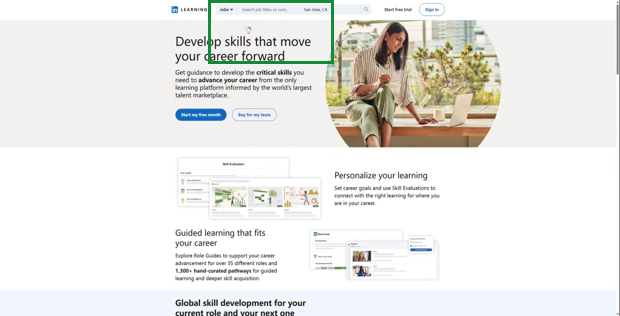 LEARNING
Jobs
Search job titles or com...
San Jose, CA
Start free trial
Sign in
Develop skills that move
your career forward
Get guidance to develop the critical skills you
need to advance your career from the only
learning platform informed by the world's largest
talent marketplace.
Start my free month
Buy for my team
Skill Evaluation
Personalize your learning
Set career goals and use Skill Evaluations to
connect with the right learning for where you
are in your career.
Guided learning that fits
your career
Explore Role Guides to support your career
advancement for over 35 different roles and
1,300+ hand-curated pathways for guided
learning and deeper skill acquisition.
Global skill development for your
current role and your next one